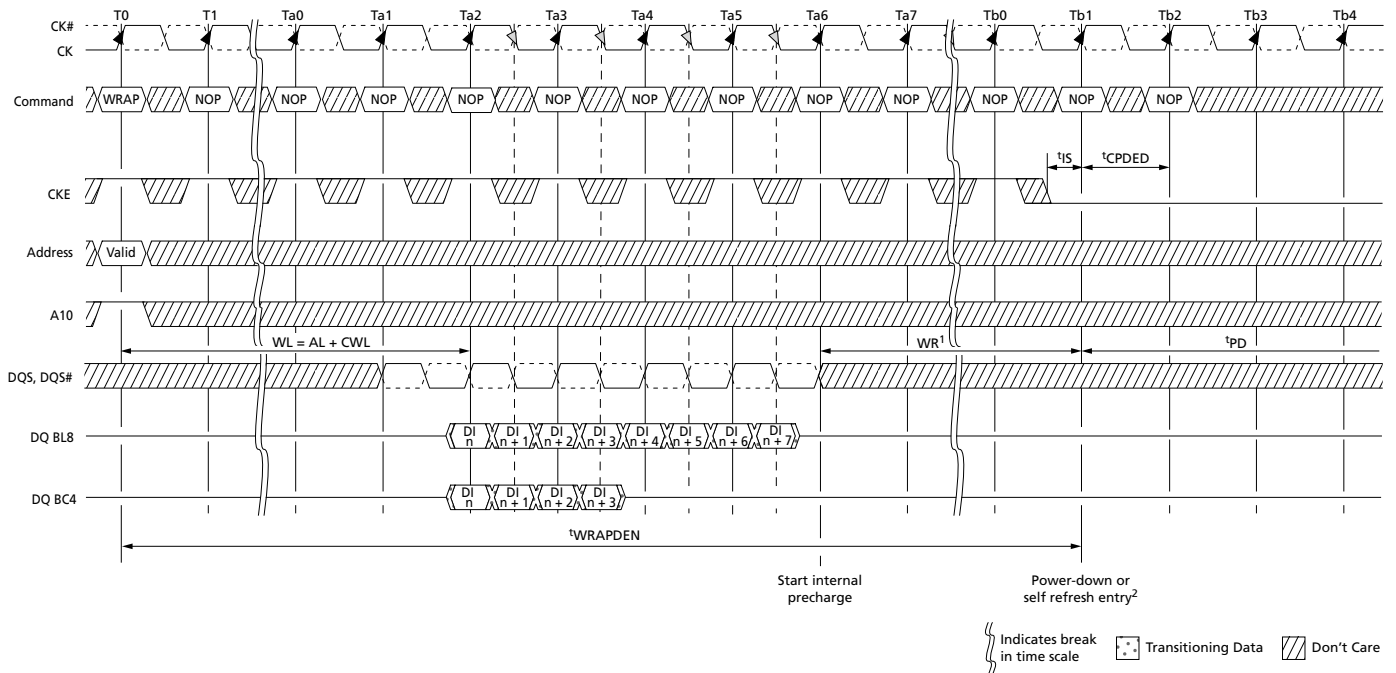 T0 T1 Ta0 Ta1 Ta2 Ta3 Ta4 Ta5 Ta6 Ta7 Tb0 Tb1 Tb2 Tb3 Tb4
CK#
CK
Command WRAP NOP NOP NOP NOP NOP NOP NOP NOP NOP NOP NOP NOP
tIS tCPDED
CKE
Address Valid
A10
WL = AL + CWL WR1 tPD
DQS, DQS#
DQ BL8 DI n DI n + 1 DI n + 2 DI n + 3 DI n + 4 DI n + 5 DI n + 6 DI n + 7
DQ BC4 DI n DI n + 1 DI n + 2 DI n + 3
tWRAPDEN
Start internal
precharge
Power-down or
self refresh entry2
Indicates break
in time scale
Transitioning Data
Don't Care